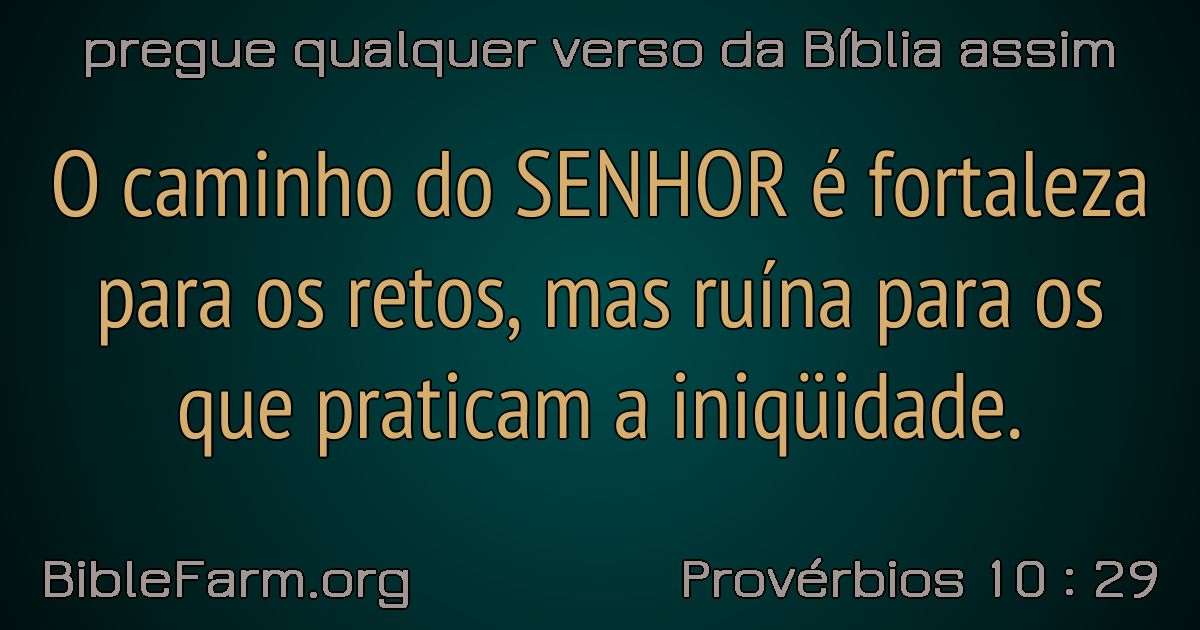 pregue qualquer verso da Bíblia assim
O caminho do SENHOR é fortaleza
para os retos, mas ruína para os
que praticam a iniqüidade.
BibleFarm.org
Provérbios 10 : 29